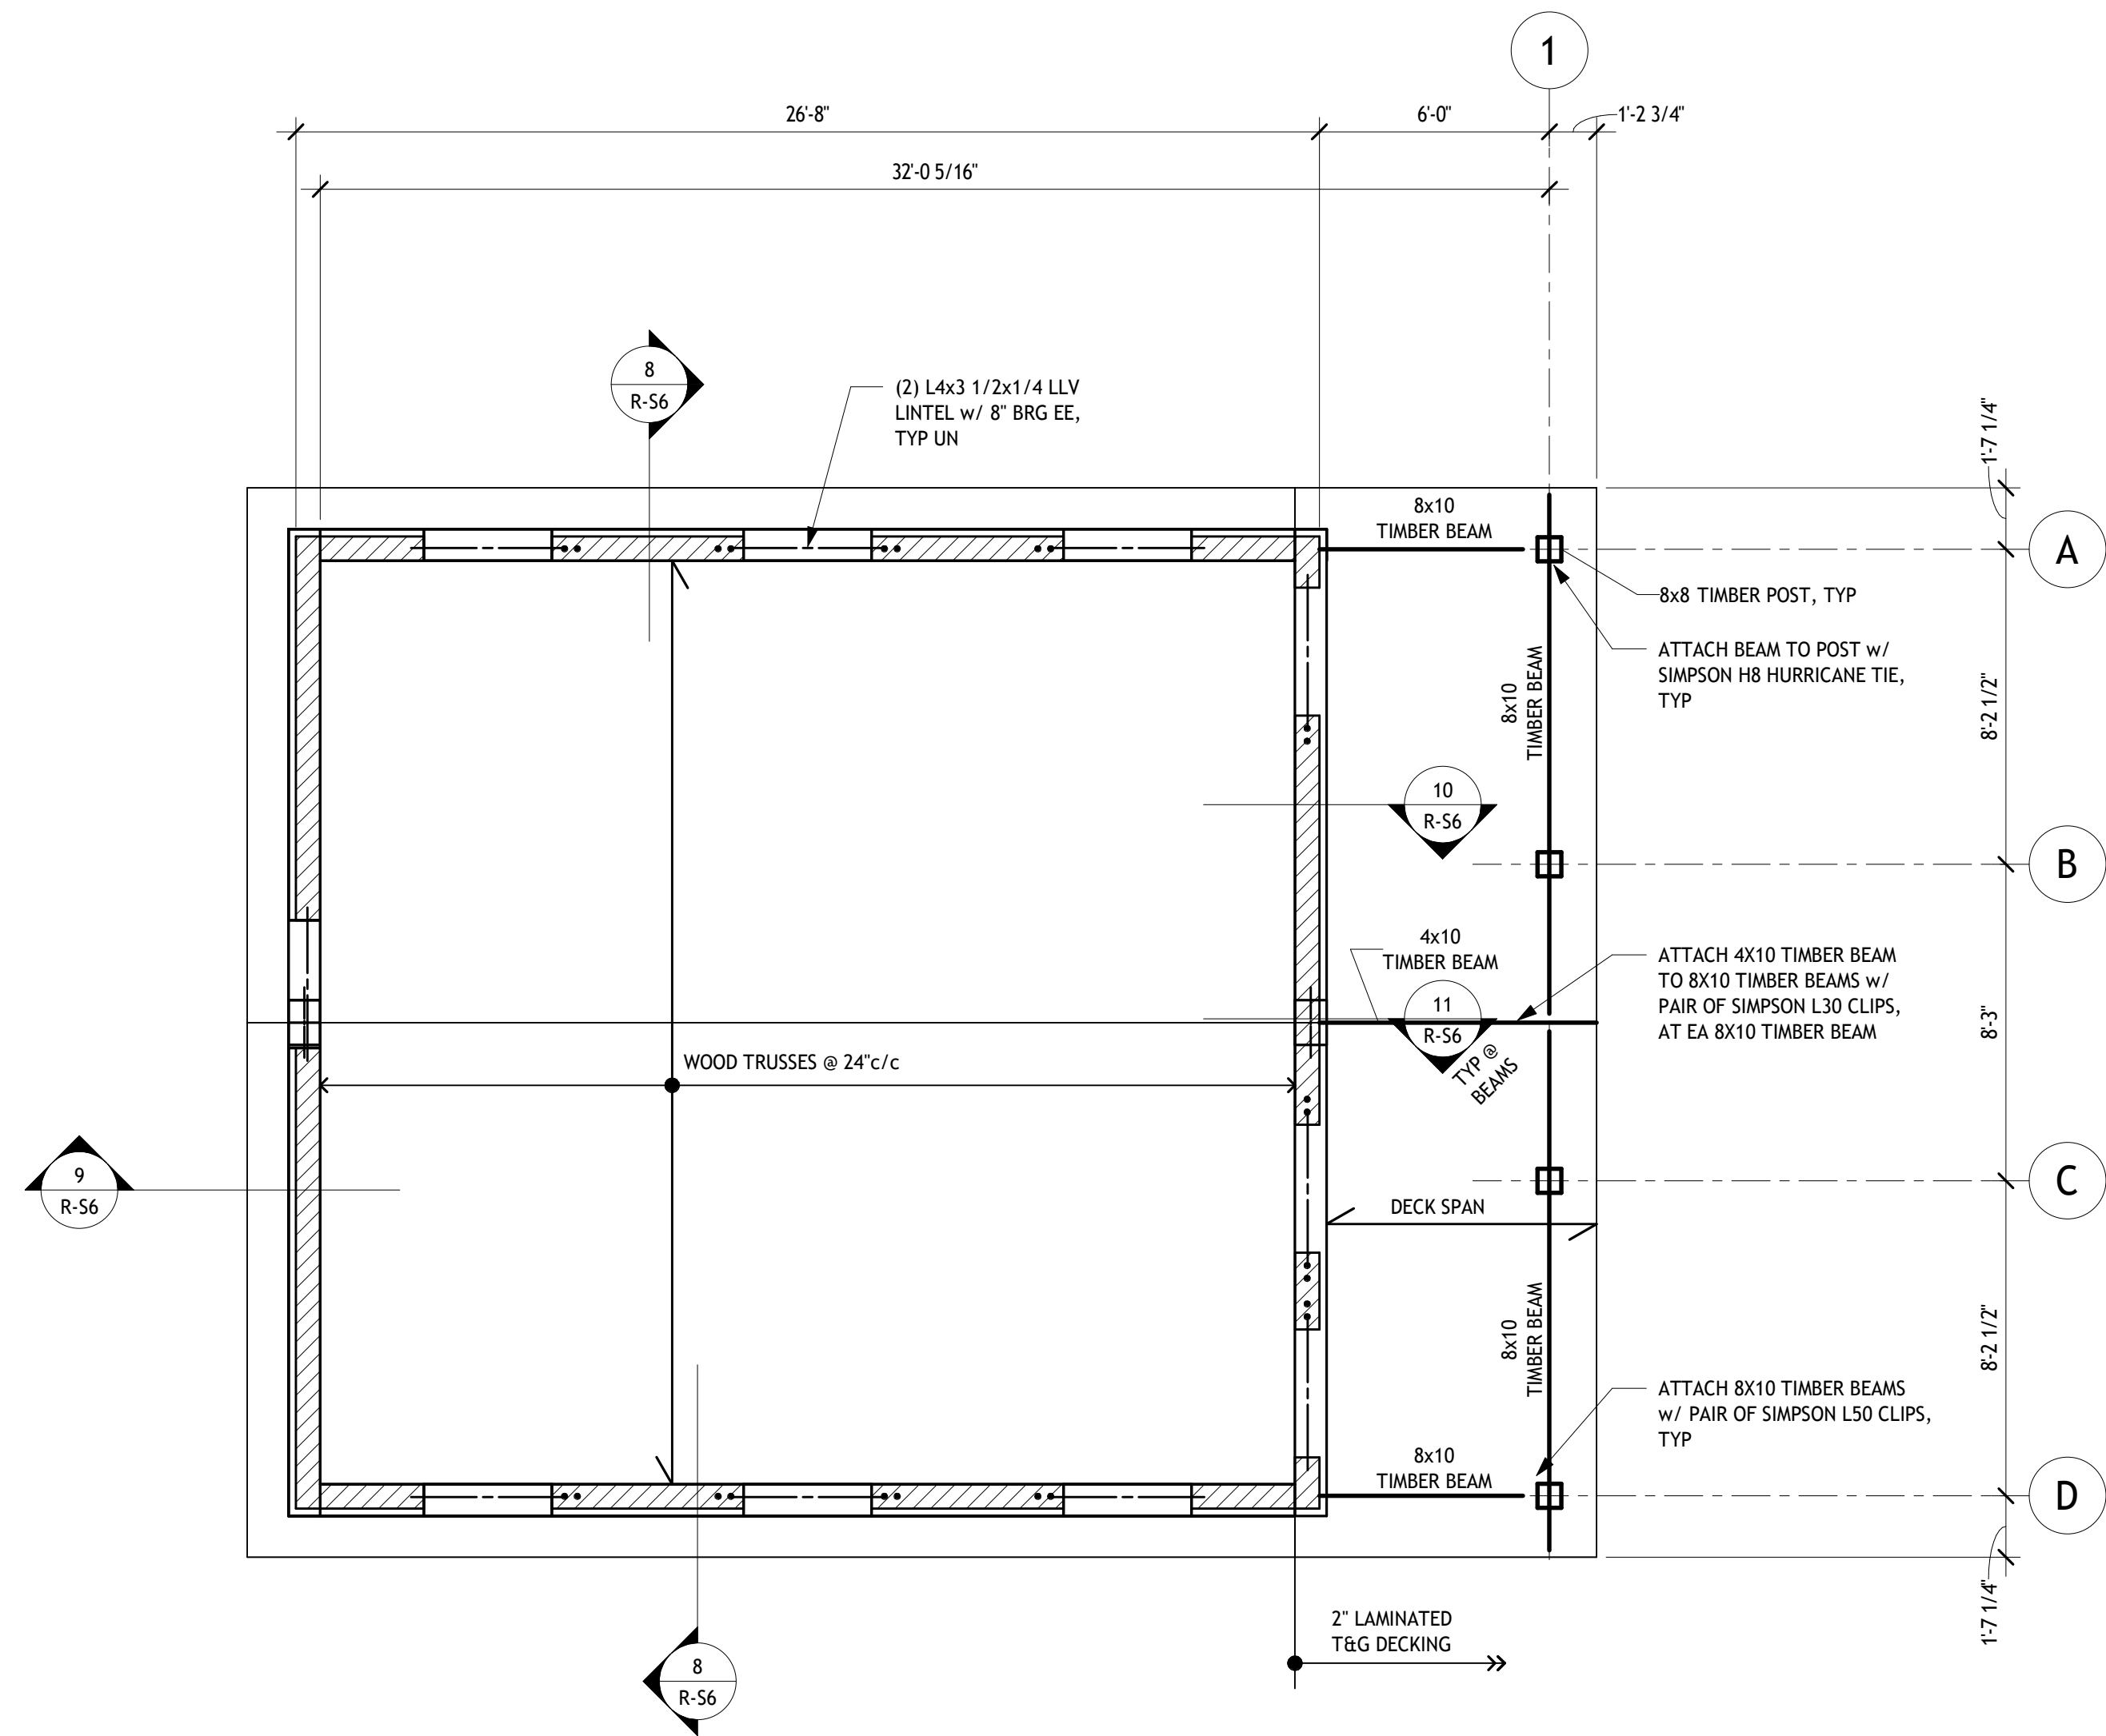 1
26'-8"
6'-0"
1'-2 3/4"
32'-0 5/16"
8
R-S6
(2) L4x3 1/2x1/4 LLV
LINTEL w/ 8" BRG EE,
TYP UN
1'-7 1/4"
8x10
TIMBER BEAM
A
8x8 TIMBER POST, TYP
ATTACH BEAM TO POST w/
SIMPSON H8 HURRICANE TIE,
TYP
8x10
TIMBER BEAM
8'-2 1/2"
10
R-S6
B
4x10
TIMBER BEAM
ATTACH 4X10 TIMBER BEAM
TO 8X10 TIMBER BEAMS w/
PAIR OF SIMPSON L30 CLIPS,
AT EA 8X10 TIMBER BEAM
8'-3"
11
R-S6
TYP @
BEAMS
WOOD TRUSSES @ 24"c/c
9
R-S6
C
DECK SPAN
8x10
TIMBER BEAM
8'-2 1/2"
ATTACH 8X10 TIMBER BEAMS
w/ PAIR OF SIMPSON L50 CLIPS,
TYP
8x10
TIMBER BEAM
D
1'-7 1/4"
2" LAMINATED
T&G DECKING
8
R-S6